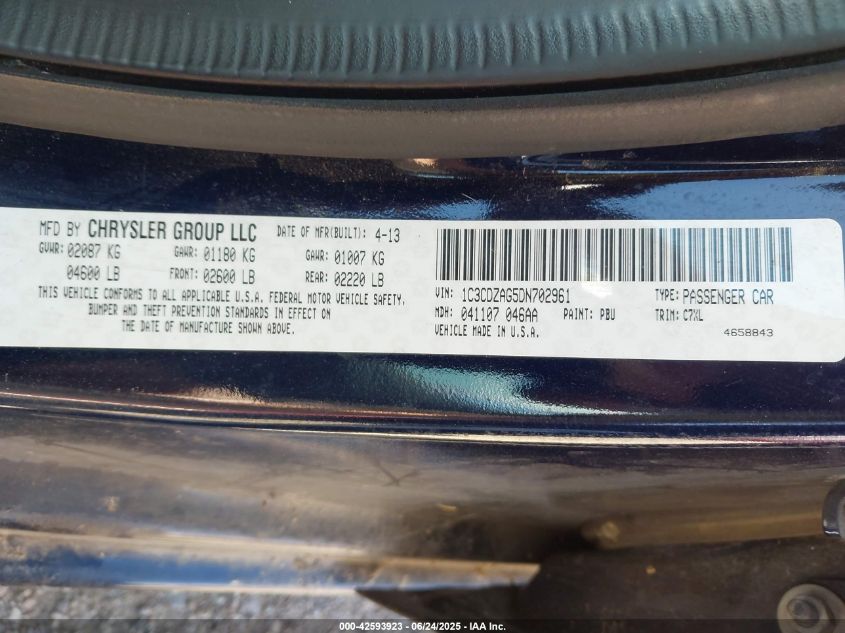 MFD BY CHRYSLER GROUP LLC DATE OF MFR(BUILT): 4-13
GVWR: 02087 KG GAWR: 01180 KG GAWR: 01007 KG
04600 LB FRONT: 02600 LB REAR: 02220 LB
THIS VEHICLE CONFORMS TO ALL APPLICABLE U.S.A. FEDERAL MOTOR VEHICLE SAFETY,
BUMPER AND THEFT PREVENTION STANDARDS IN EFFECT ON
THE DATE OF MANUFACTURE SHOWN ABOVE.
VIN: 1C3CDZAG5DN702961 TYPE: PASSENGER CAR
MDH: 041107 046AA PAINT: PBU TRIM: C7XL
VEHICLE MADE IN U.S.A. 4658843
000-42593923 - 06/24/2025 - IAA Inc.